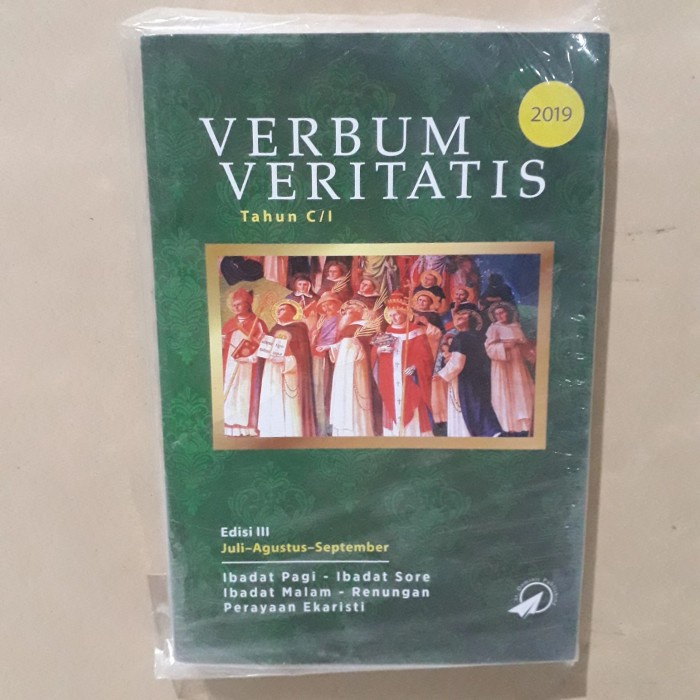 2019
VERBUM
VERITATIS
Tahun C/I
Edisi III
Juli–Agustus–September
Ibadat Pagi - Ibadat Sore
Ibadat Malam - Renungan
Perayaan Ekaristi